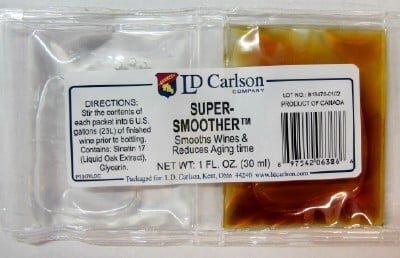 LD Carlson
COMPANY
DIRECTIONS:
Stir the contents of
each packet into 6 U.S.
gallons (23L) of finished
wine prior to bottling.
Contains: Sinatin 17
(Liquid Oak Extract),
Glycerin.
SUPER-
SMOOTHER™
Smooths Wines &
Reduces Aging time
NET WT: 1 FL. OZ. (30 ml)
PRODUCT OF CANADA
Packaged for: L.D. Carlson, Kent, Ohio 44240 www.ldcarlson.com